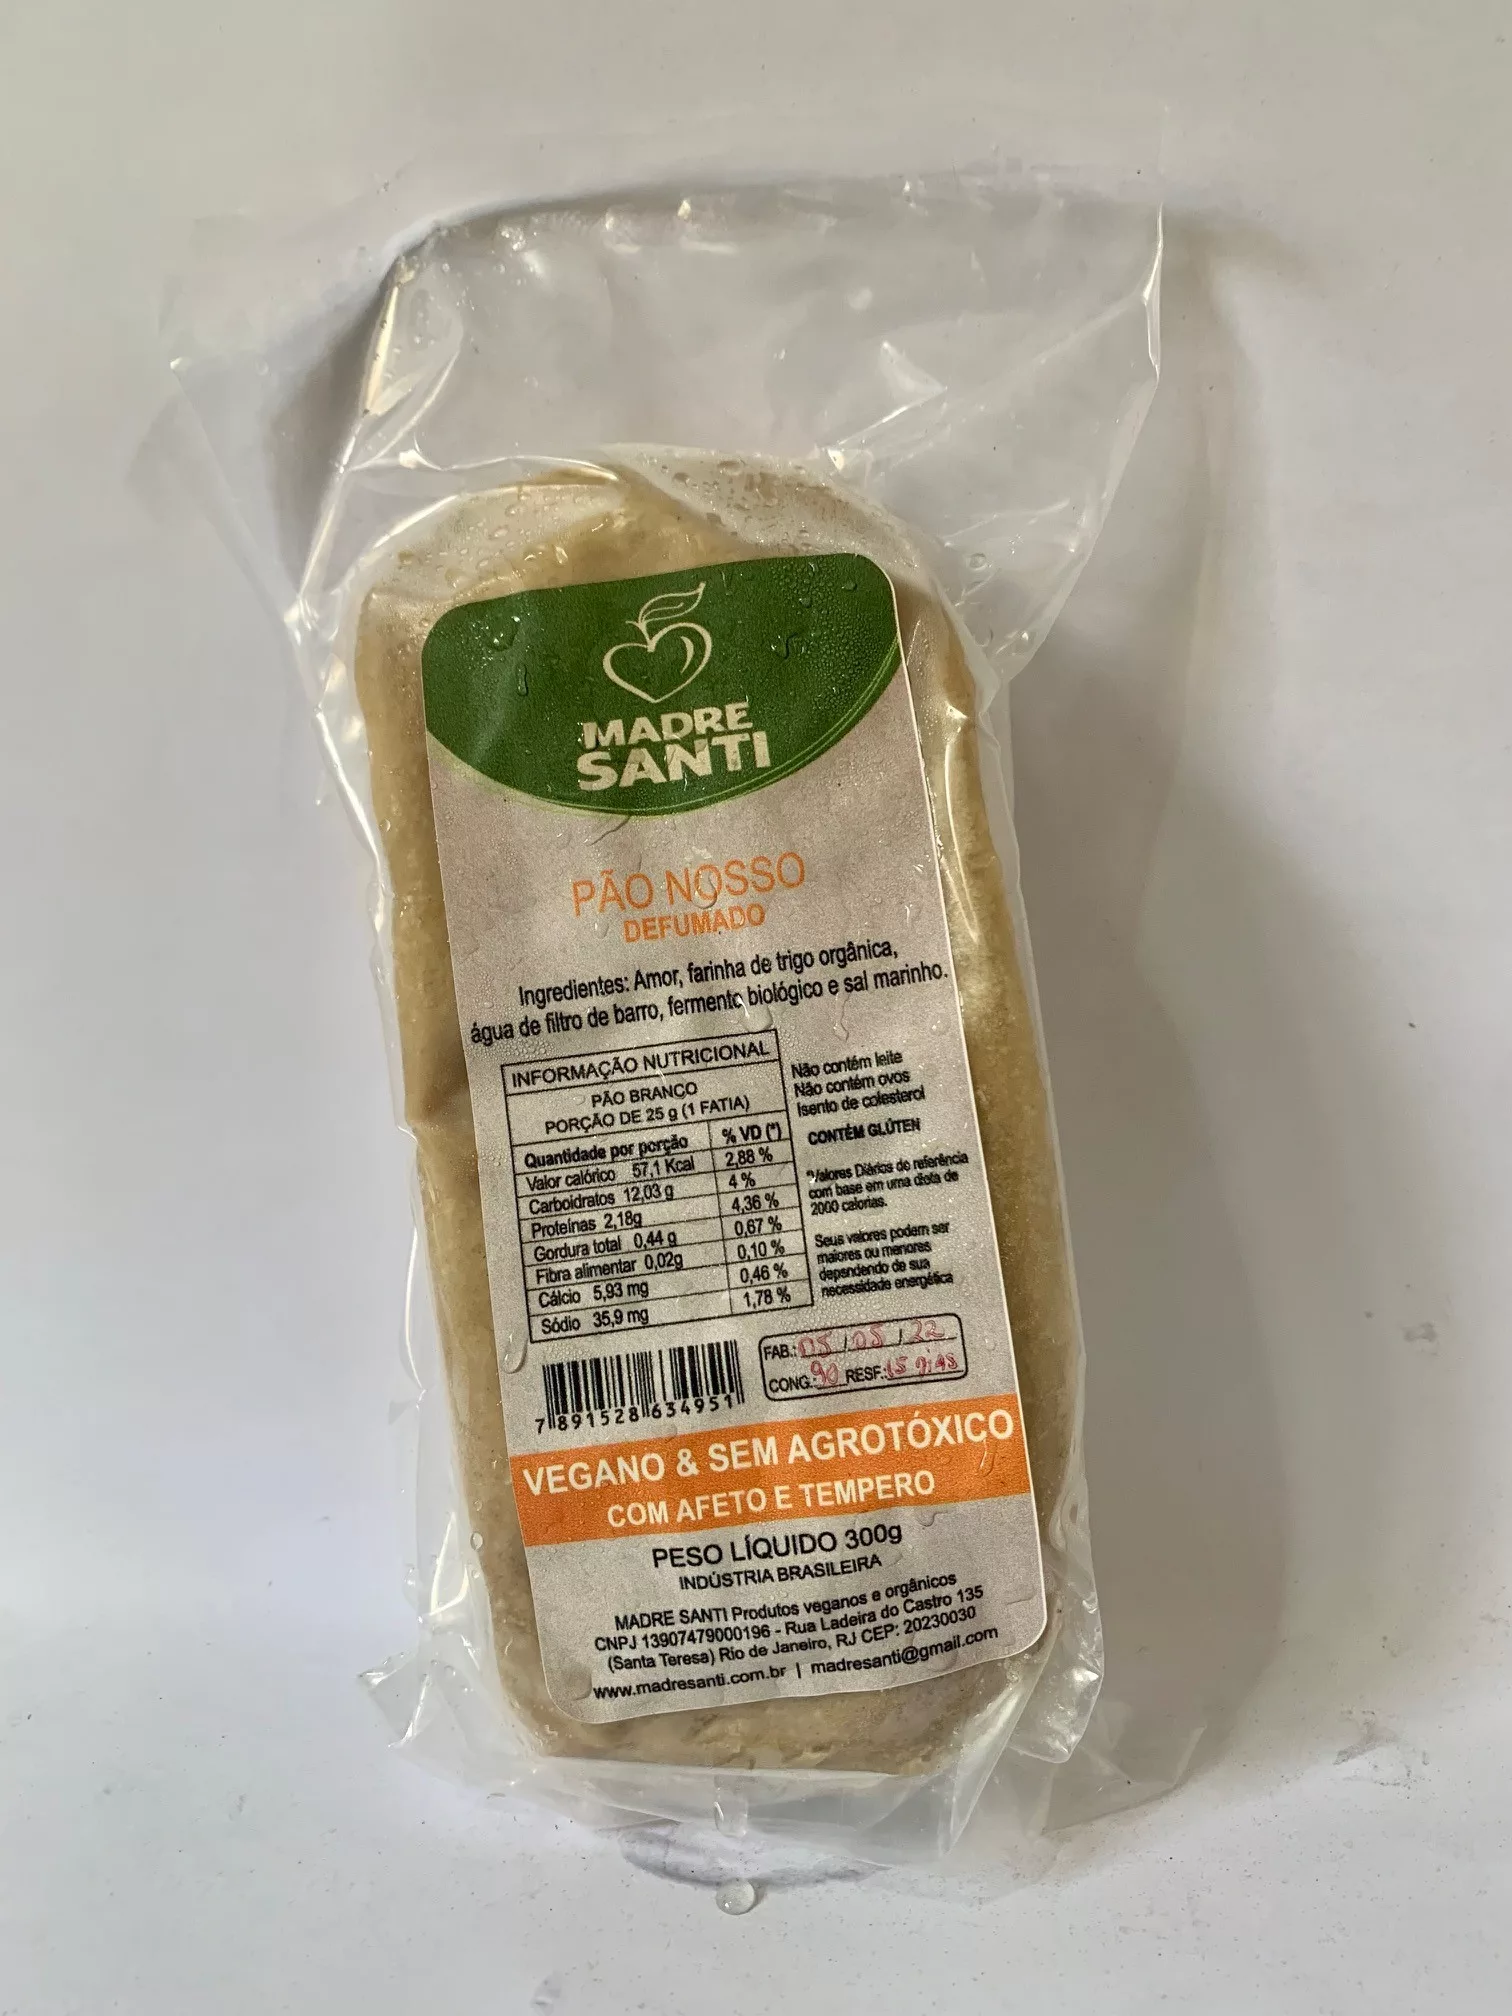 MADRE
SANTI
PÃO NOSSO
DEFUMADO
Ingredientes: Amor, farinha de trigo orgânica,
água de filtro de barro, fermento biológico e sal marinho.
INFORMAÇÃO NUTRICIONAL
PÃO BRANCO
PORÇÃO DE 25 g (1 FATIA)
Quantidade por porção % VD (*)
Valor calórico 57,1 Kcal 2,88 %
Carboidratos 12,03 g 4 %
Proteínas 2,18g 4,36 %
Gordura total 0,44 g 0,67 %
Fibra alimentar 0,02g 0,10 %
Cálcio 5,93 mg 0,46 %
Sódio 35,9 mg 1,78 %
Não contém leite
Não contém ovos
Isento de colesterol
CONTÉM GLÚTEN
*Valores Diários de referência
com base em uma dieta de
2000 calorias.
Seus valores podem ser
maiores ou menores
dependendo de sua
necessidade energética
7891528634951
FAB.: 05/05/22
CONG.: 90 RESF.: 15 dias
VEGANO & SEM AGROTÓXICO
COM AFETO E TEMPERO
PESO LÍQUIDO 300g
INDÚSTRIA BRASILEIRA
MADRE SANTI Produtos veganos e orgânicos
CNPJ 13907479000196 - Rua Ladeira do Castro 135
(Santa Teresa) Rio de Janeiro, RJ CEP: 20230030
www.madresanti.com.br | madresanti@gmail.com